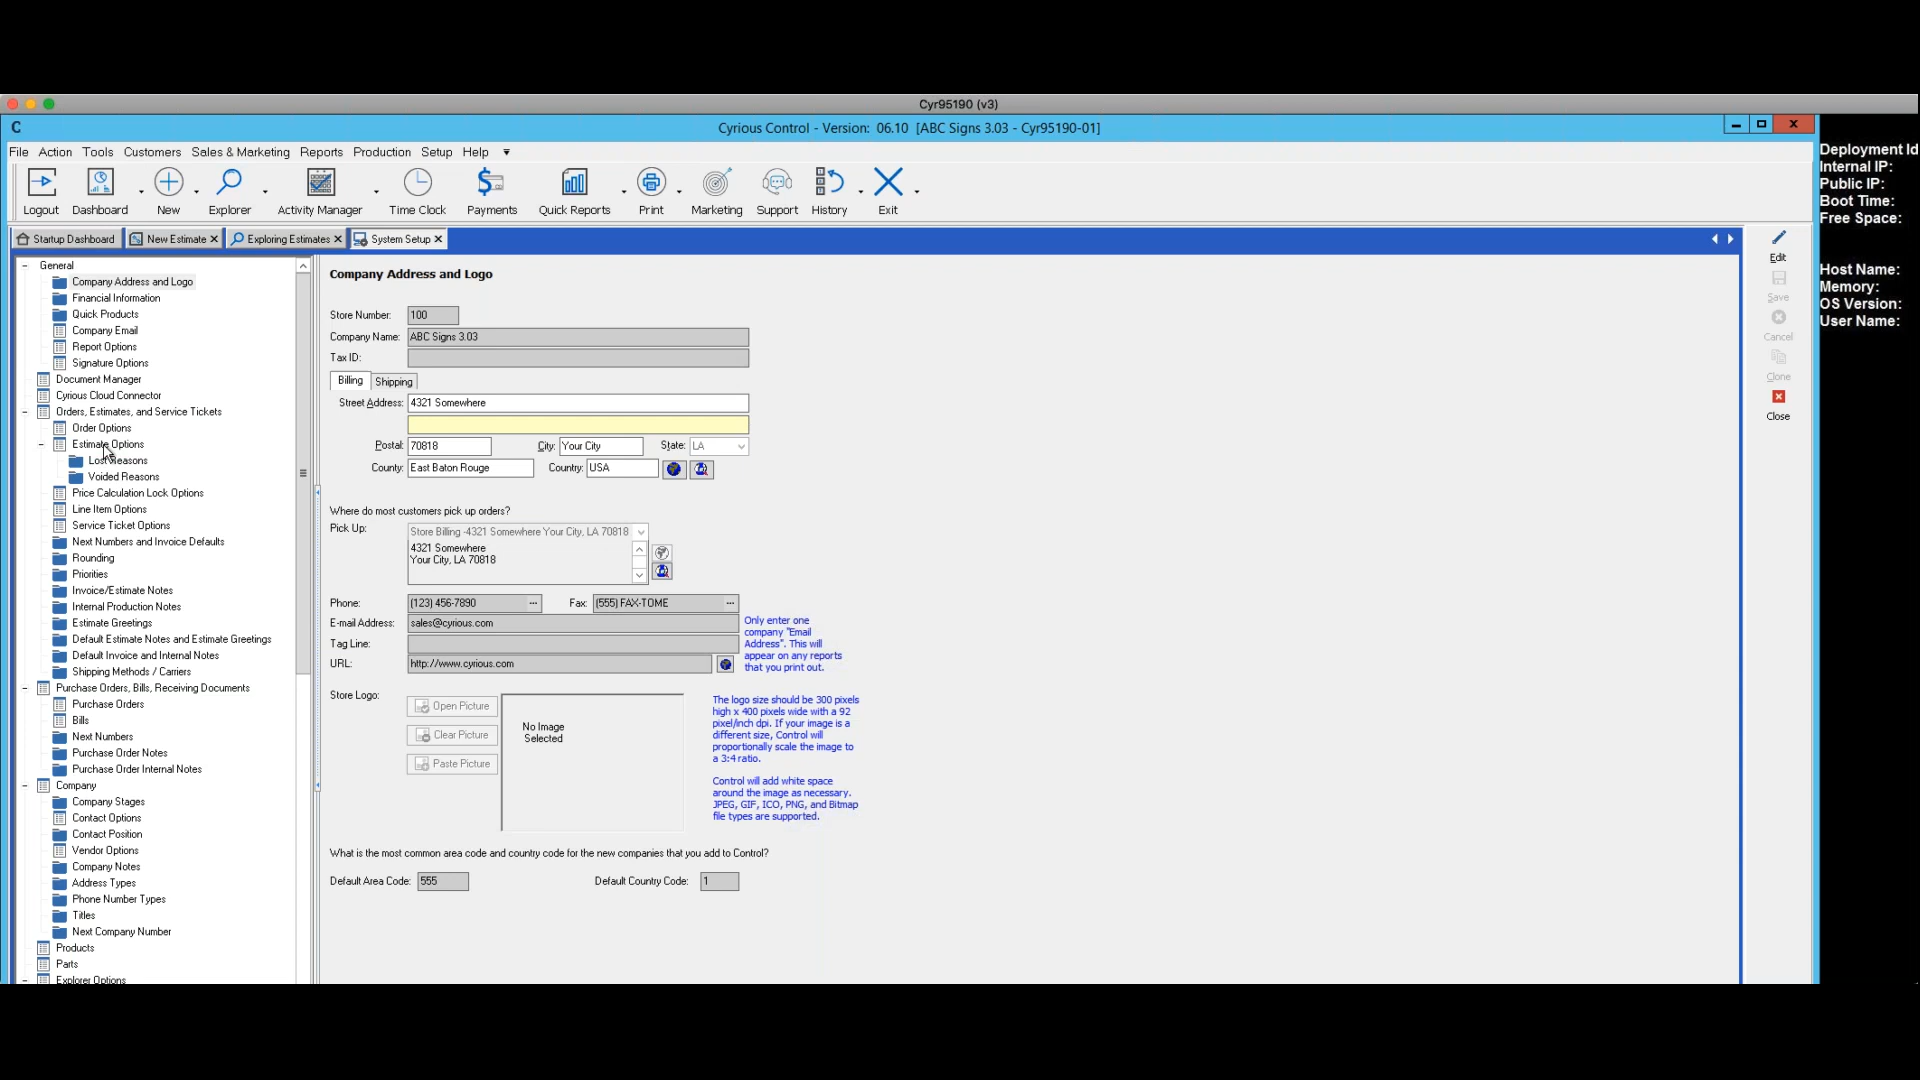 Cyr95190 (v3)
C
Cyrious Control - Version: 06.10 [ABC Signs 3.03 - Cyr95190-01]
File Action Tools Customers Sales & Marketing Reports Production Setup Help
Logout Dashboard New Explorer Activity Manager Time Clock Payments Quick Reports Print Marketing Support History Exit
Startup Dashboard New Estimate Exploring Estimates System Setup
General
Company Address and Logo
Financial Information
Quick Products
Company Email
Report Options
Signature Options
Document Manager
Cyrious Cloud Connector
Orders, Estimates, and Service Tickets
Order Options
Estimate Options
Lost Reasons
Voided Reasons
Price Calculation Lock Options
Line Item Options
Service Ticket Options
Next Numbers and Invoice Defaults
Rounding
Priorities
Invoice/Estimate Notes
Internal Production Notes
Estimate Greetings
Default Estimate Notes and Estimate Greetings
Default Invoice and Internal Notes
Shipping Methods / Carriers
Purchase Orders, Bills, Receiving Documents
Purchase Orders
Bills
Next Numbers
Purchase Order Notes
Purchase Order Internal Notes
Company
Company Stages
Contact Options
Contact Position
Vendor Options
Company Notes
Address Types
Phone Number Types
Titles
Next Company Number
Products
Parts
Explorer Options
Company Address and Logo
Store Number: 100
Company Name: ABC Signs 3.03
Tax ID:
Billing Shipping
Street Address: 4321 Somewhere
Postal: 70818 City: Your City State: LA
County: East Baton Rouge Country: USA
Where do most customers pick up orders?
Pick Up: Store Billing -4321 Somewhere Your City, LA 70818
4321 Somewhere
Your City, LA 70818
Phone: (123) 456-7890 ... Fax: (555) FAX-TOME ...
E-mail Address: sales@cyrious.com
Tag Line:
URL: http://www.cyrious.com
Only enter one
company "Email
Address". This will
appear on any reports
that you print out.
Store Logo: Open Picture
Clear Picture
Paste Picture
No Image
Selected
The logo size should be 300 pixels
high x 400 pixels wide with a 92
pixel/inch dpi. If your image is a
different size, Control will
proportionally scale the image to
a 3:4 ratio.
Control will add white space
around the image as necessary.
JPEG, GIF, ICO, PNG, and Bitmap
file types are supported.
What is the most common area code and country code for the new companies that you add to Control?
Default Area Code: 555 Default Country Code: 1
Edit
Save
Cancel
Clone
Close
Deployment Id
Internal IP:
Public IP:
Boot Time:
Free Space:
Host Name:
Memory:
OS Version:
User Name: